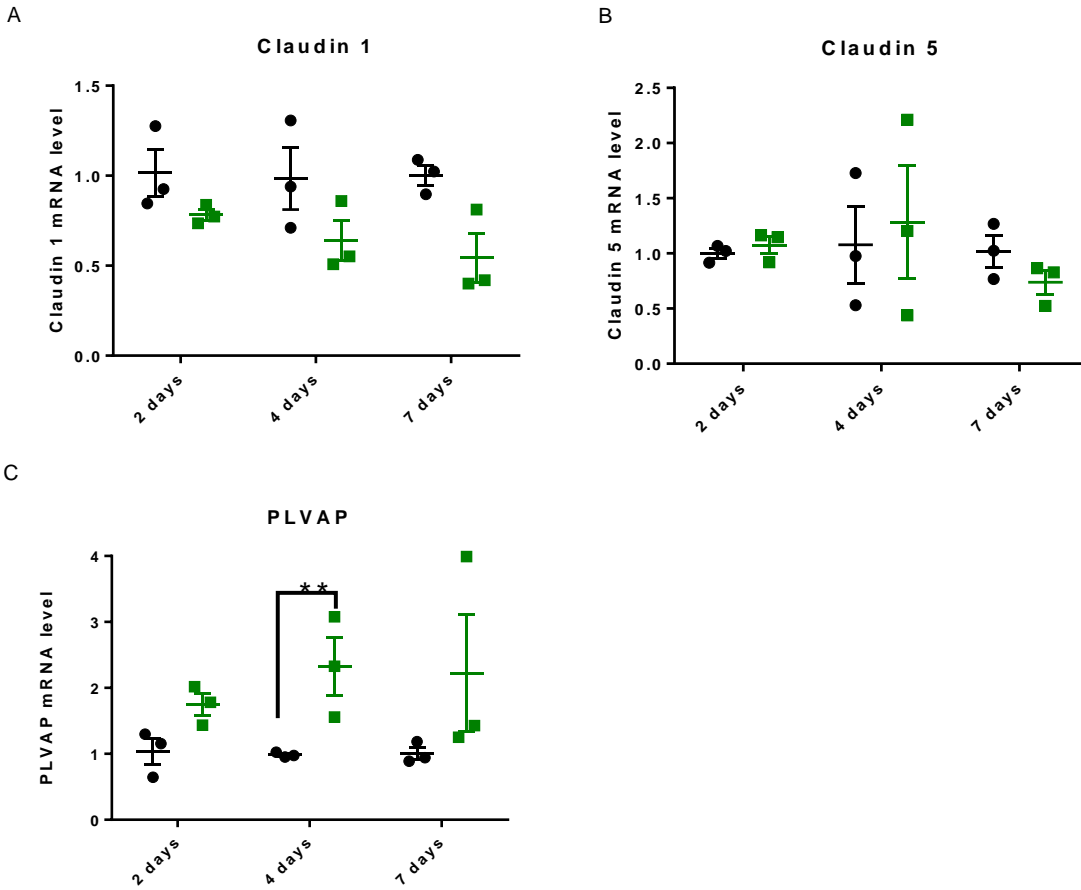 A
Claudin 1
Claudin 1 mRNA level
1.5
1.0
0.5
0.0
2 days
4 days
7 days
B
Claudin 5
Claudin 5 mRNA level
2.5
2.0
1.5
1.0
0.5
0.0
2 days
4 days
7 days
C
PLVAP
PLVAP mRNA level
4
3
2
1
0
**
2 days
4 days
7 days